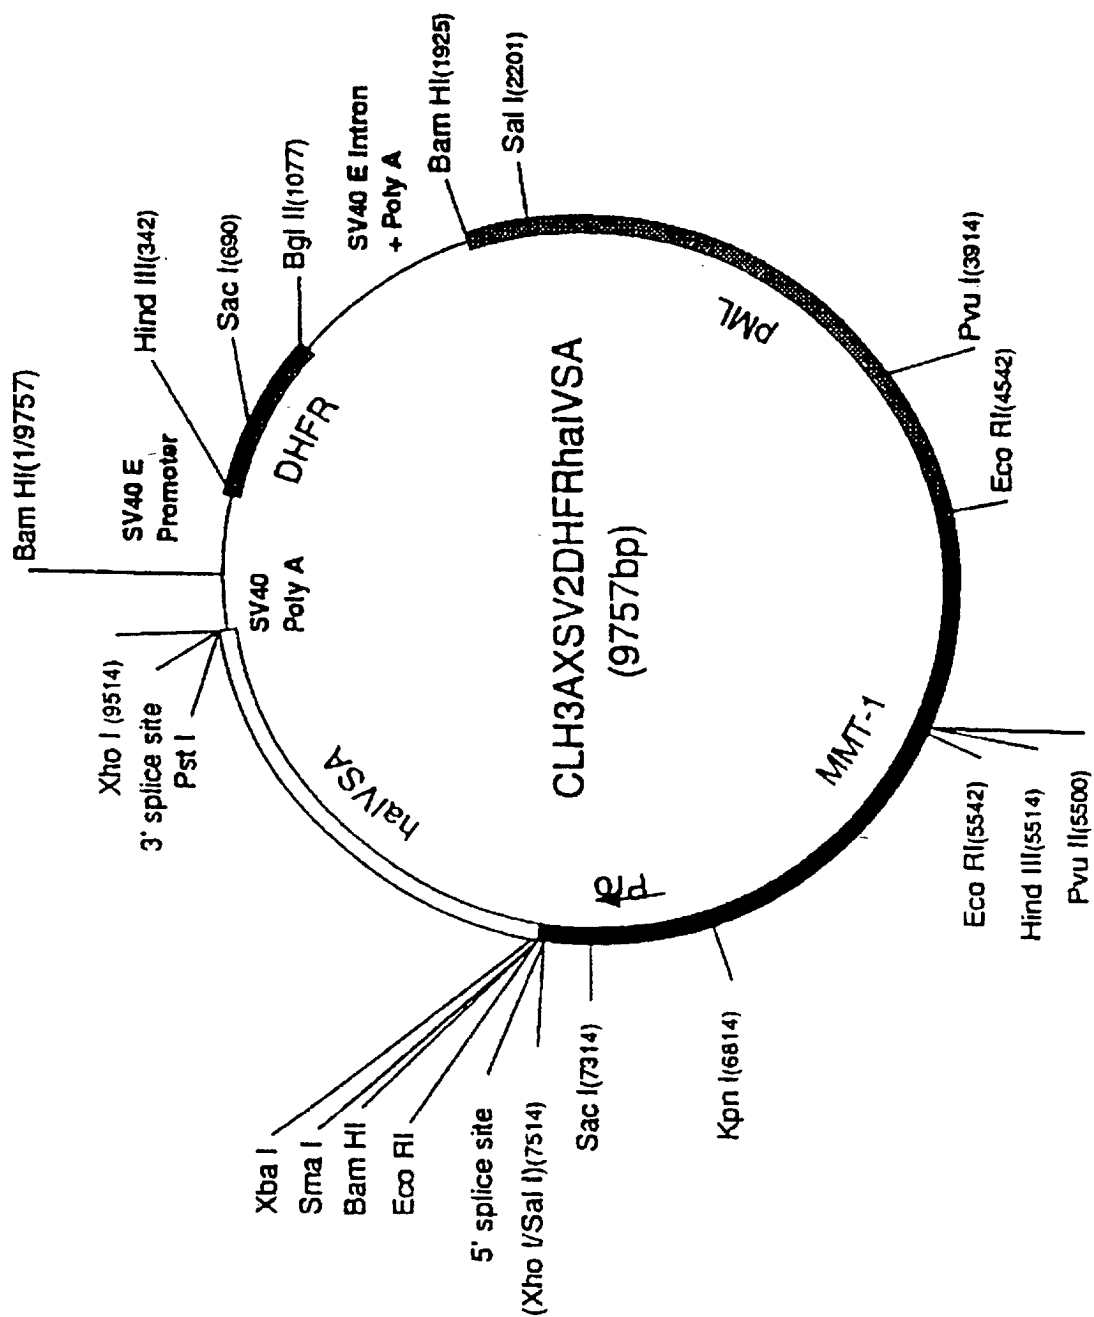 Bam HI(1/9757)
SV40 E
Promoter
Hind III(342)
Sac I(690)
Bgl II(1077)
SV40 E Intron
+ Poly A
Bam HI(1925)
Sal I(2201)
DHFR
SV40
Poly A
pML
Pvu I(3914)
Eco RI(4542)
CLH3AXSV2DHFRhaIVSA
(9757bp)
Xho I (9514)
3' splice site
Pst I
haIVSA
MMT-1
P/O
Eco RI(5542)
Hind III(5514)
Pvu II(5500)
Kpn I(6814)
Sac I(7314)
(Xho I/Sal I)(7514)
5' splice site
Eco RI
Bam HI
Sma I
Xba I